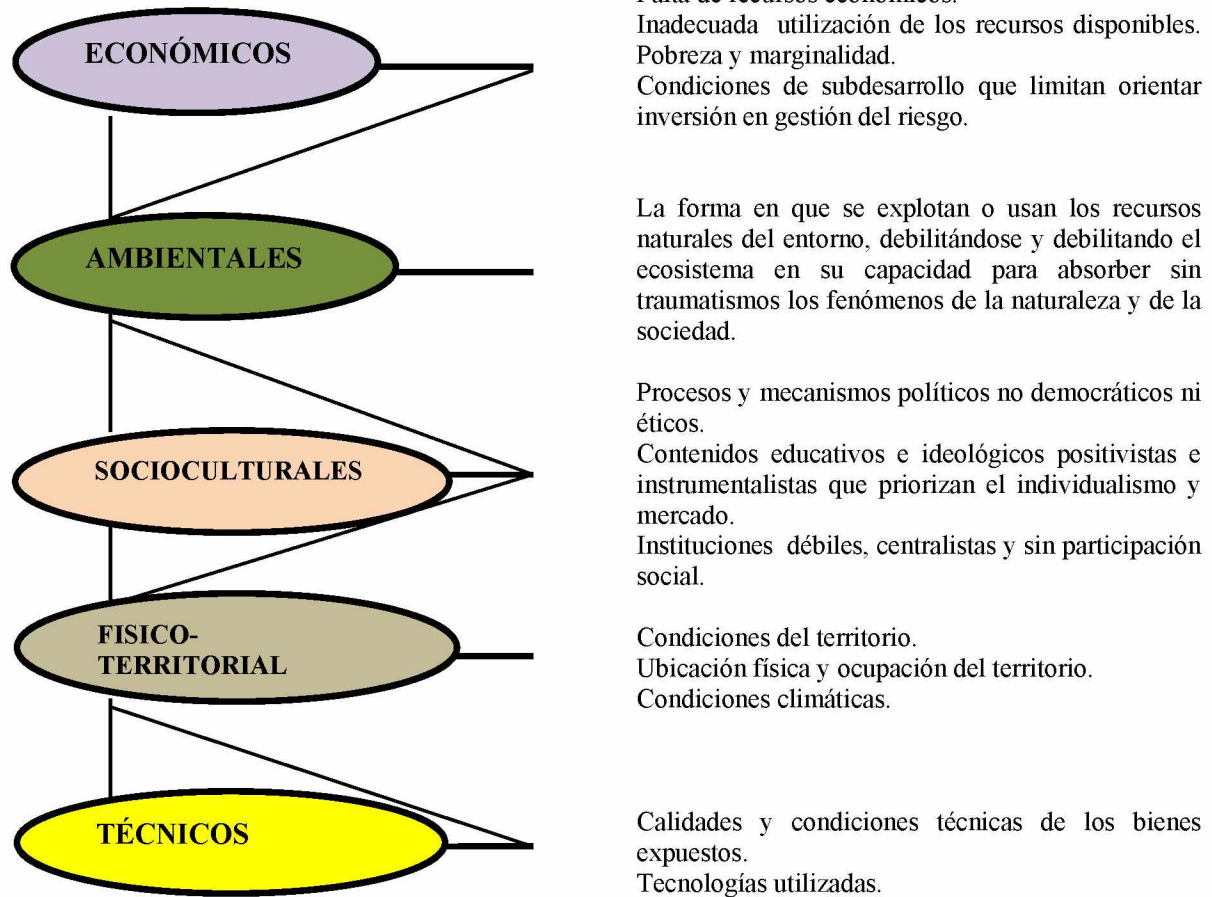 ECONÓMICOS
Inadecuada utilización de los recursos disponibles.
Pobreza y marginalidad.
Condiciones de subdesarrollo que limitan orientar
inversión en gestión del riesgo.
AMBIENTALES
La forma en que se explotan o usan los recursos
naturales del entorno, debilitándose y debilitando el
ecosistema en su capacidad para absorber sin
traumatismos los fenómenos de la naturaleza y de la
sociedad.
SOCIOCULTURALES
Procesos y mecanismos políticos no democráticos ni
éticos.
Contenidos educativos e ideológicos positivistas e
instrumentalistas que priorizan el individualismo y
mercado.
Instituciones débiles, centralistas y sin participación
social.
FISICO-
TERRITORIAL
Condiciones del territorio.
Ubicación física y ocupación del territorio.
Condiciones climáticas.
TÉCNICOS
Calidades y condiciones técnicas de los bienes
expuestos.
Tecnologías utilizadas.